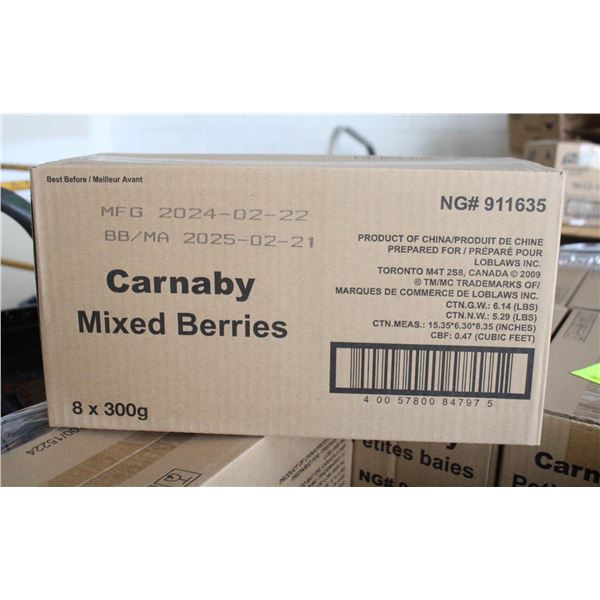 Best Before / Meilleur Avant
MFG 2024-02-22
BB/MA 2025-02-21
Carnaby
Mixed Berries
8 x 300g
NG# 911635
PRODUCT OF CHINA/PRODUIT DE CHINE
PREPARED FOR / PRÉPARÉ POUR
LOBLAWS INC.
TORONTO M4T 2S8, CANADA © 2009
® TM/MC TRADEMARKS OF/
MARQUES DE COMMERCE DE LOBLAWS INC.
CTN.G.W.: 6.14 (LBS)
CTN.N.W.: 5.29 (LBS)
CTN.MEAS.: 15.35*6.30*8.35 (INCHES)
CBF: 0.47 (CUBIC FEET)
4 00 57800 84797 5
00/15224
Carnaby
etites baies
NG#
Carn